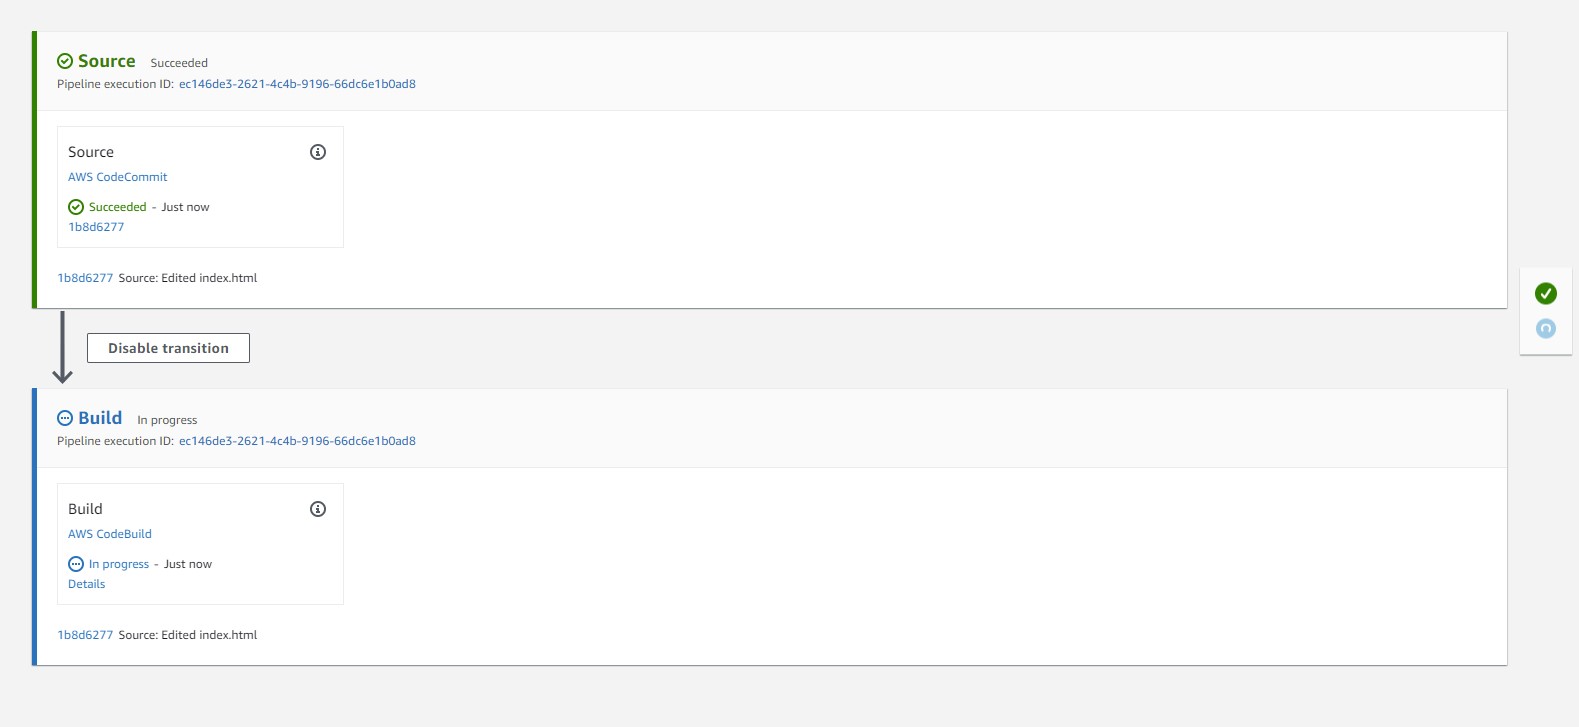 Source Succeeded
Pipeline execution ID: ec146de3-2621-4c4b-9196-66dc6e1b0ad8
Source
AWS CodeCommit
Succeeded - Just now
1b8d6277
1b8d6277 Source: Edited index.html
Disable transition
Build In progress
Pipeline execution ID: ec146de3-2621-4c4b-9196-66dc6e1b0ad8
Build
AWS CodeBuild
In progress - Just now
Details
1b8d6277 Source: Edited index.html